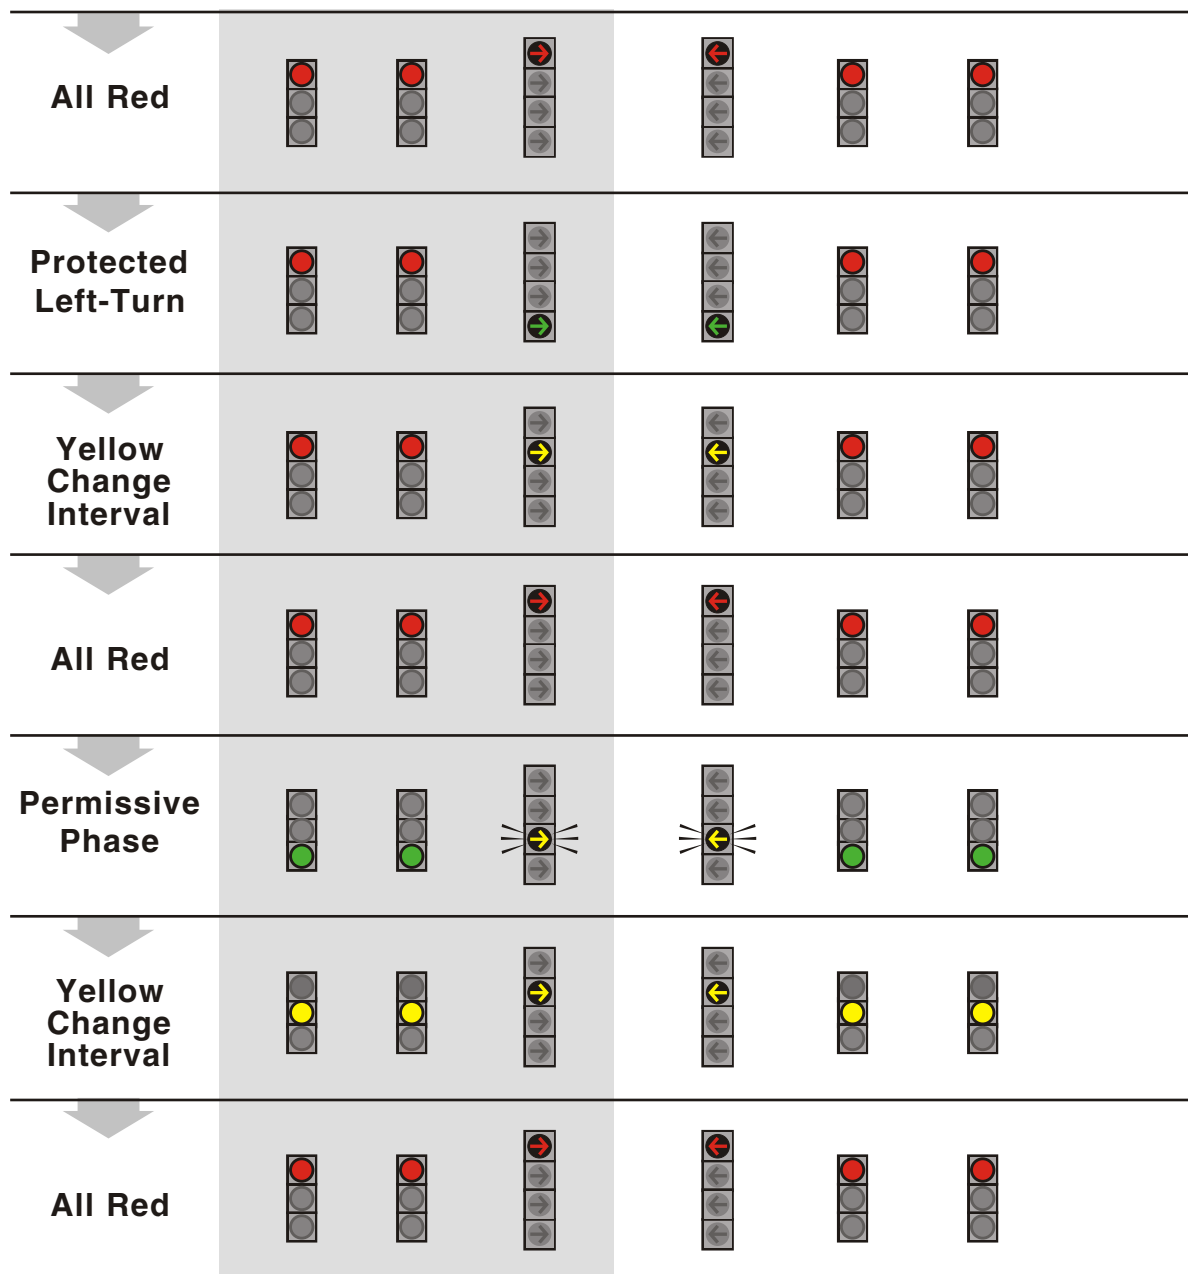 All Red
Protected
Left-Turn
Yellow
Change
Interval
All Red
Permissive
Phase
Yellow
Change
Interval
All Red